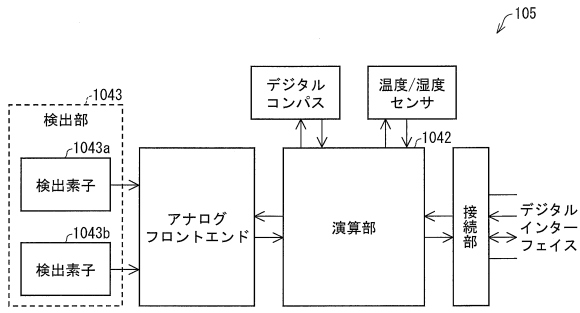 105
デジタル
コンパス
温度/湿度
センサ
1043
検出部
1043a
検出素子
1043b
検出素子
アナログ
フロントエンド
1042
演算部
接続部
デジタル
インター
フェイス